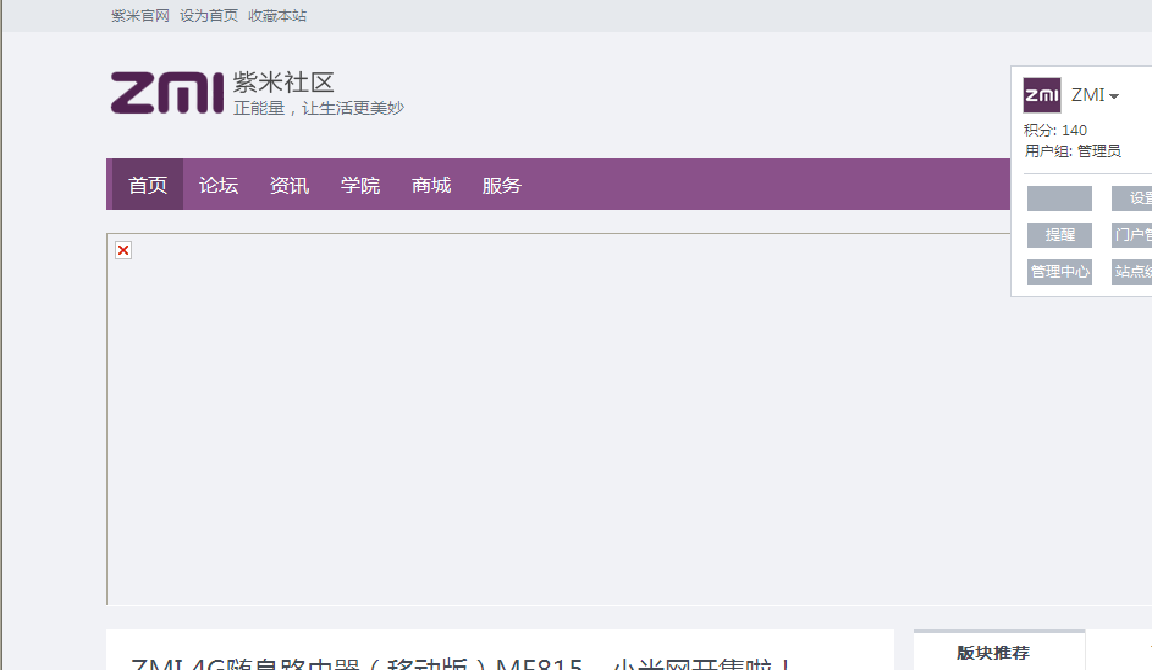 紫米官网 设为首页 收藏本站
ZMI 紫米社区
正能量，让生活更美妙
ZMI ZMI
积分: 140
用户组: 管理员
首页 论坛 资讯 学院 商城 服务
设置
提醒 门户管
管理中心 站点统
版块推荐
ZMI 4G随身路由器（移动版）MF815，小米网开售啦！